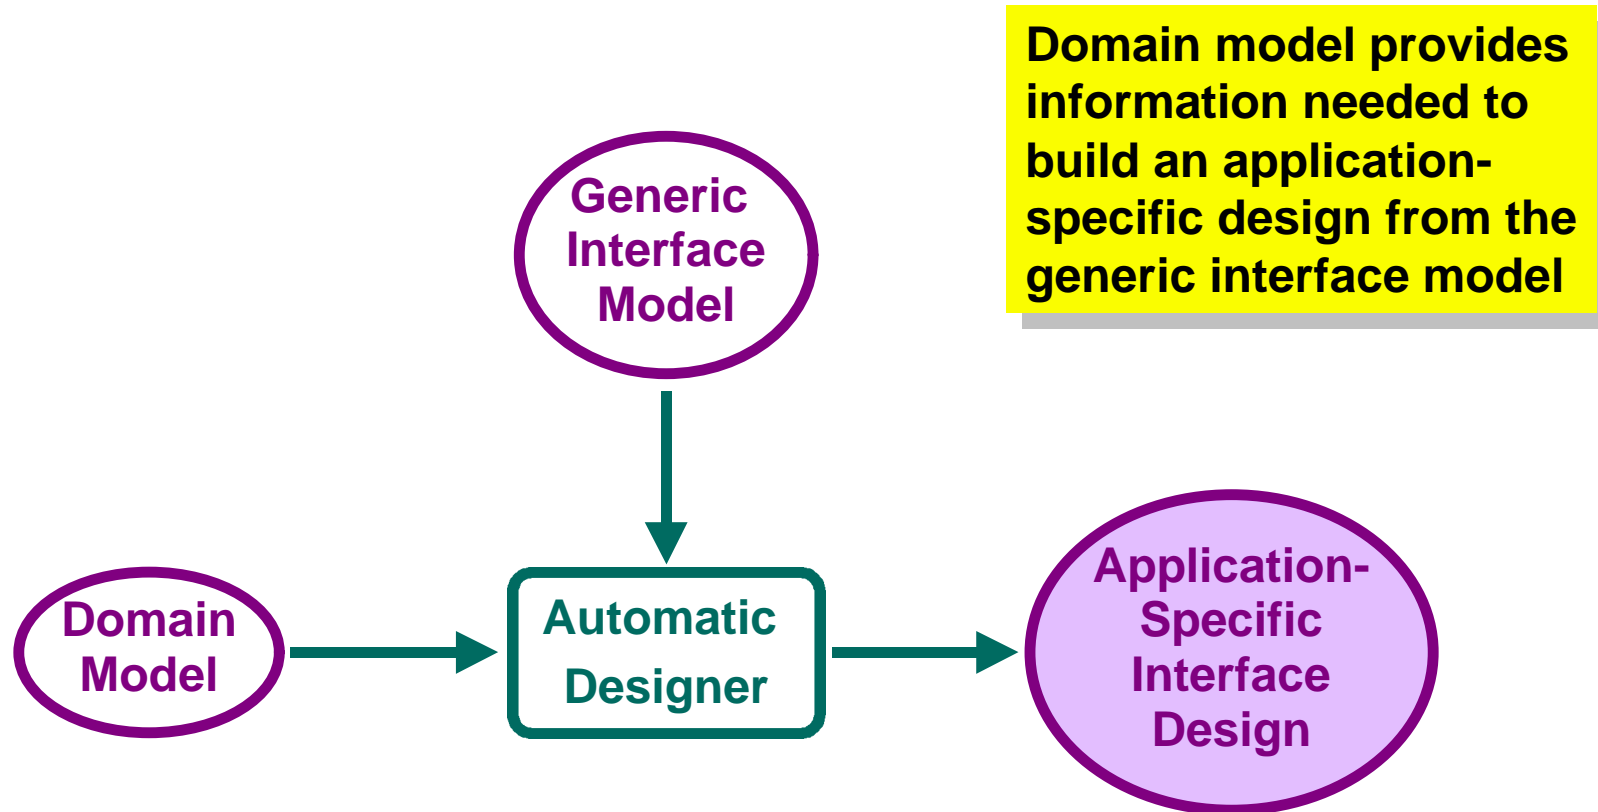 Domain model provides
information needed to
build an application-
specific design from the
generic interface model
Generic
Interface
Model
Domain
Model
Automatic
Designer
Application-
Specific
Interface
Design